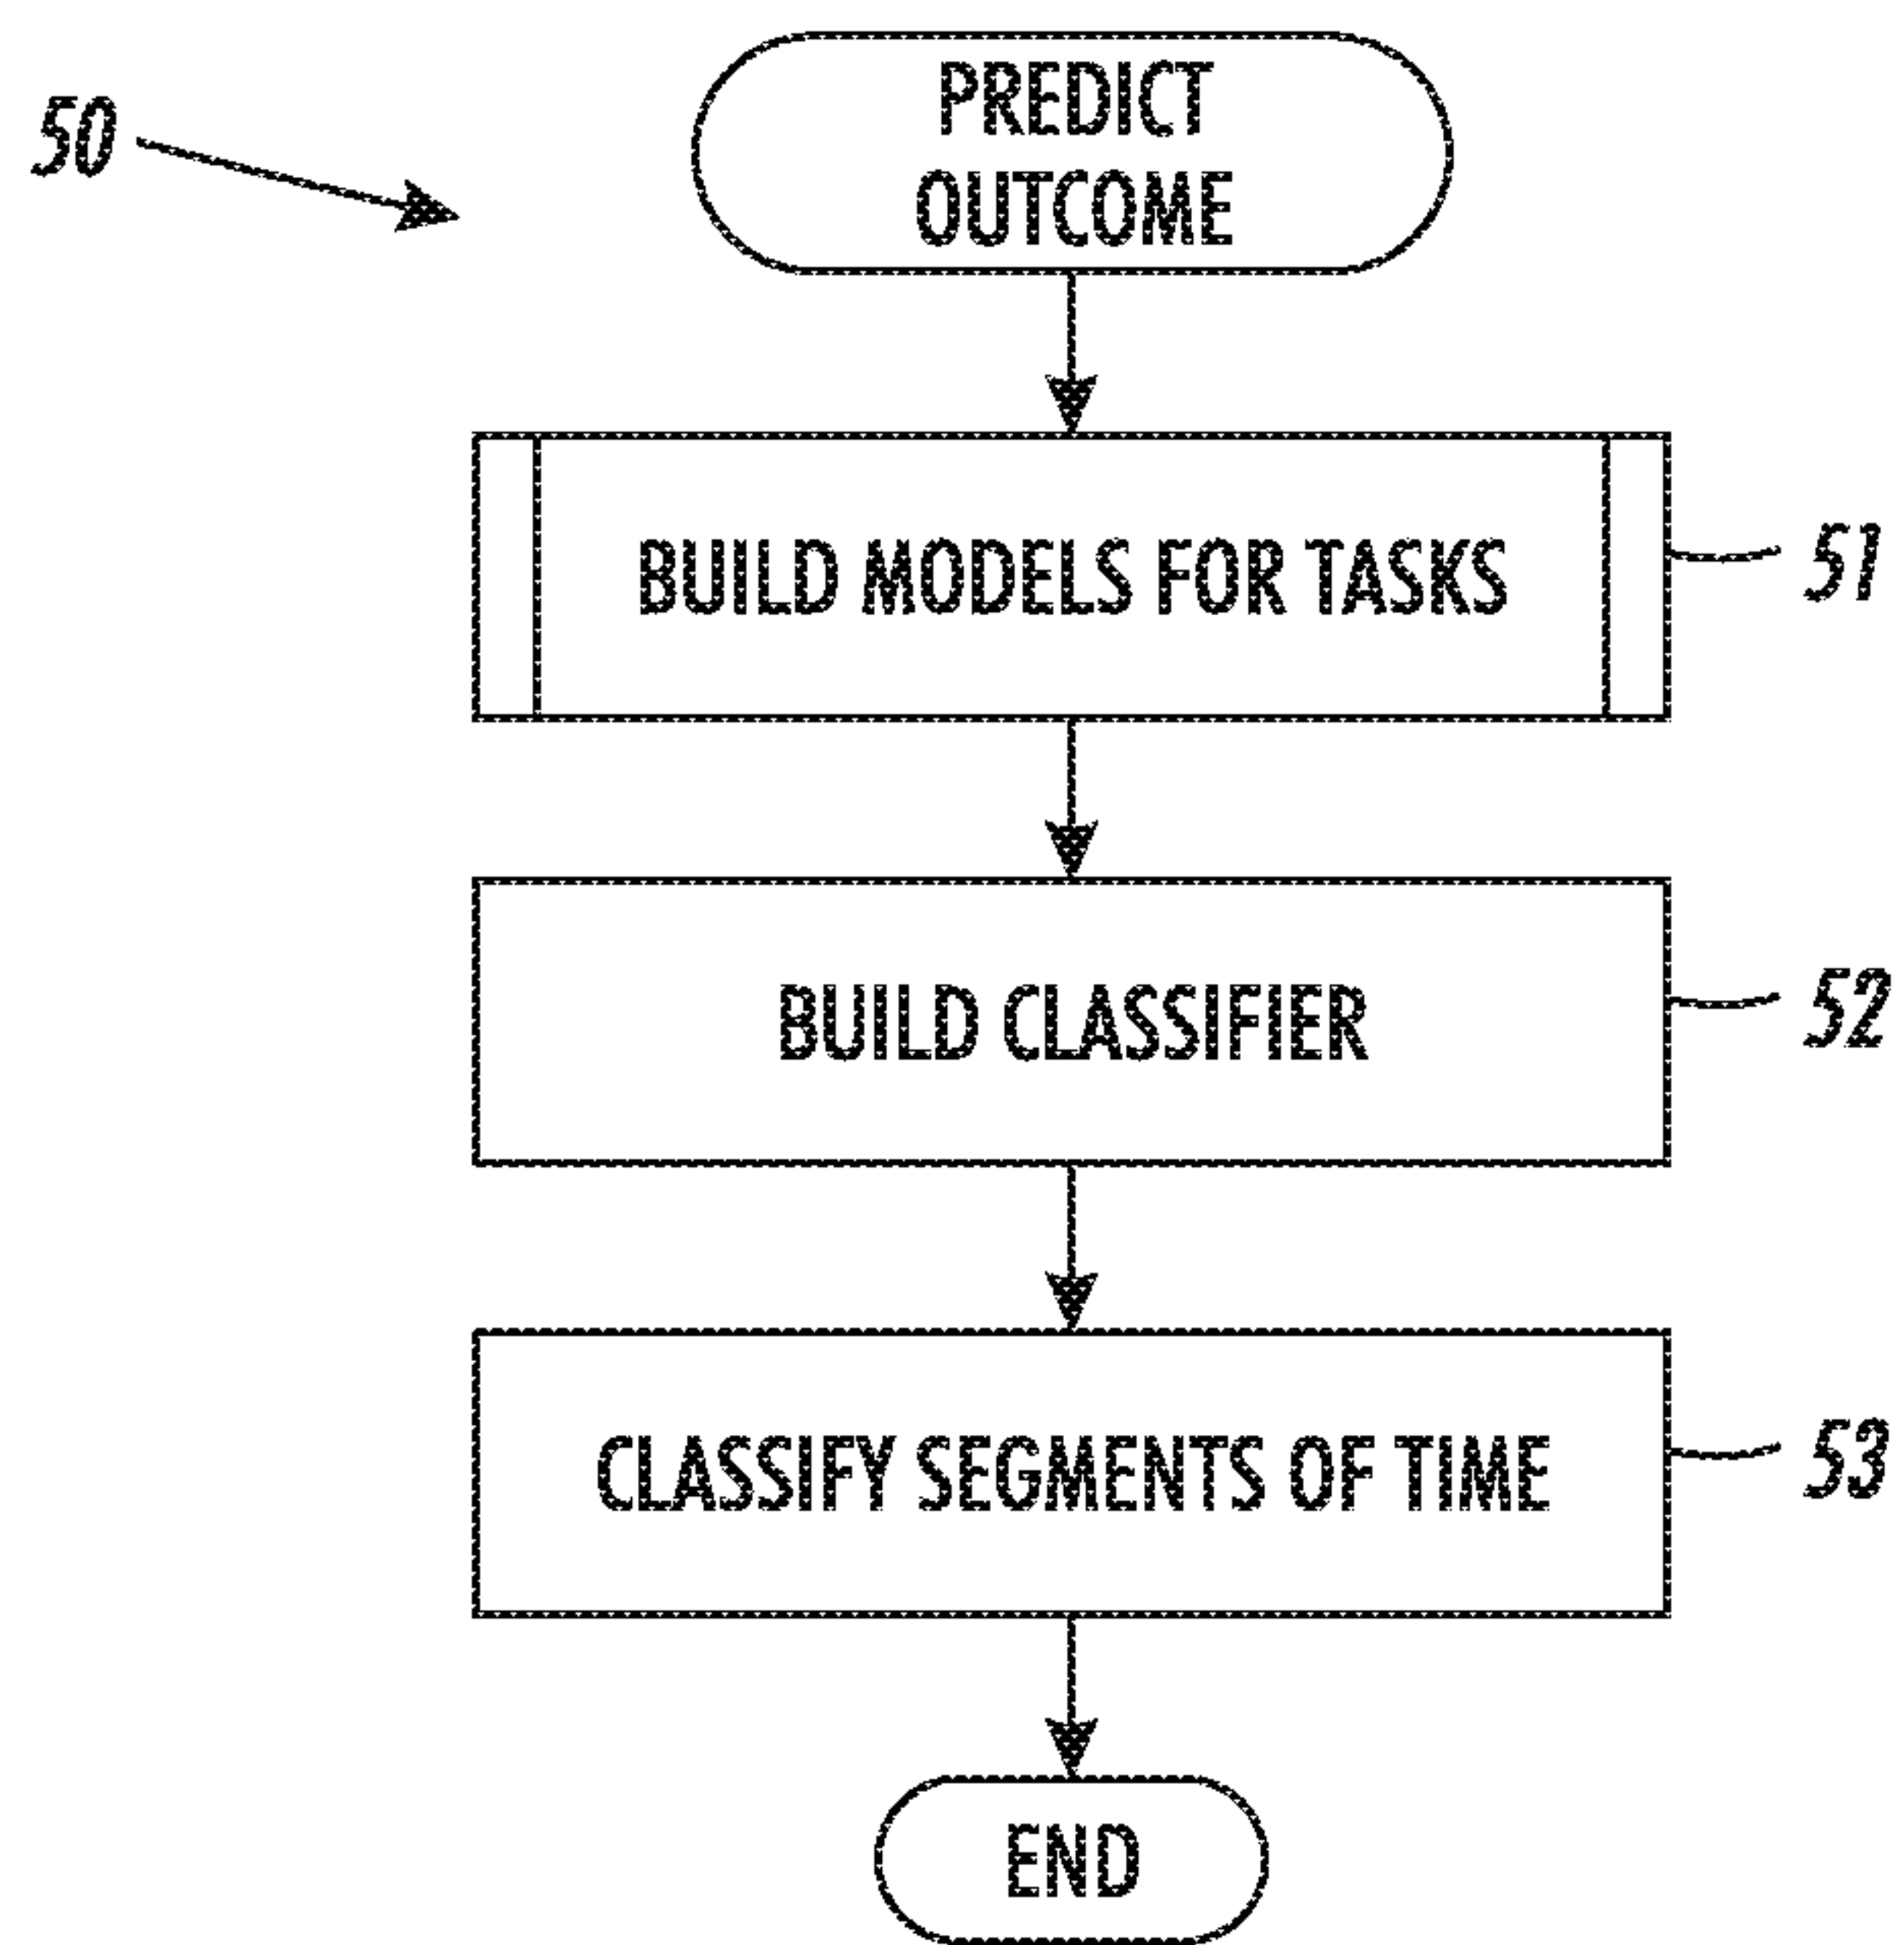 50
PREDICT
OUTCOME
BUILD MODELS FOR TASKS
51
BUILD CLASSIFIER
52
CLASSIFY SEGMENTS OF TIME
53
END